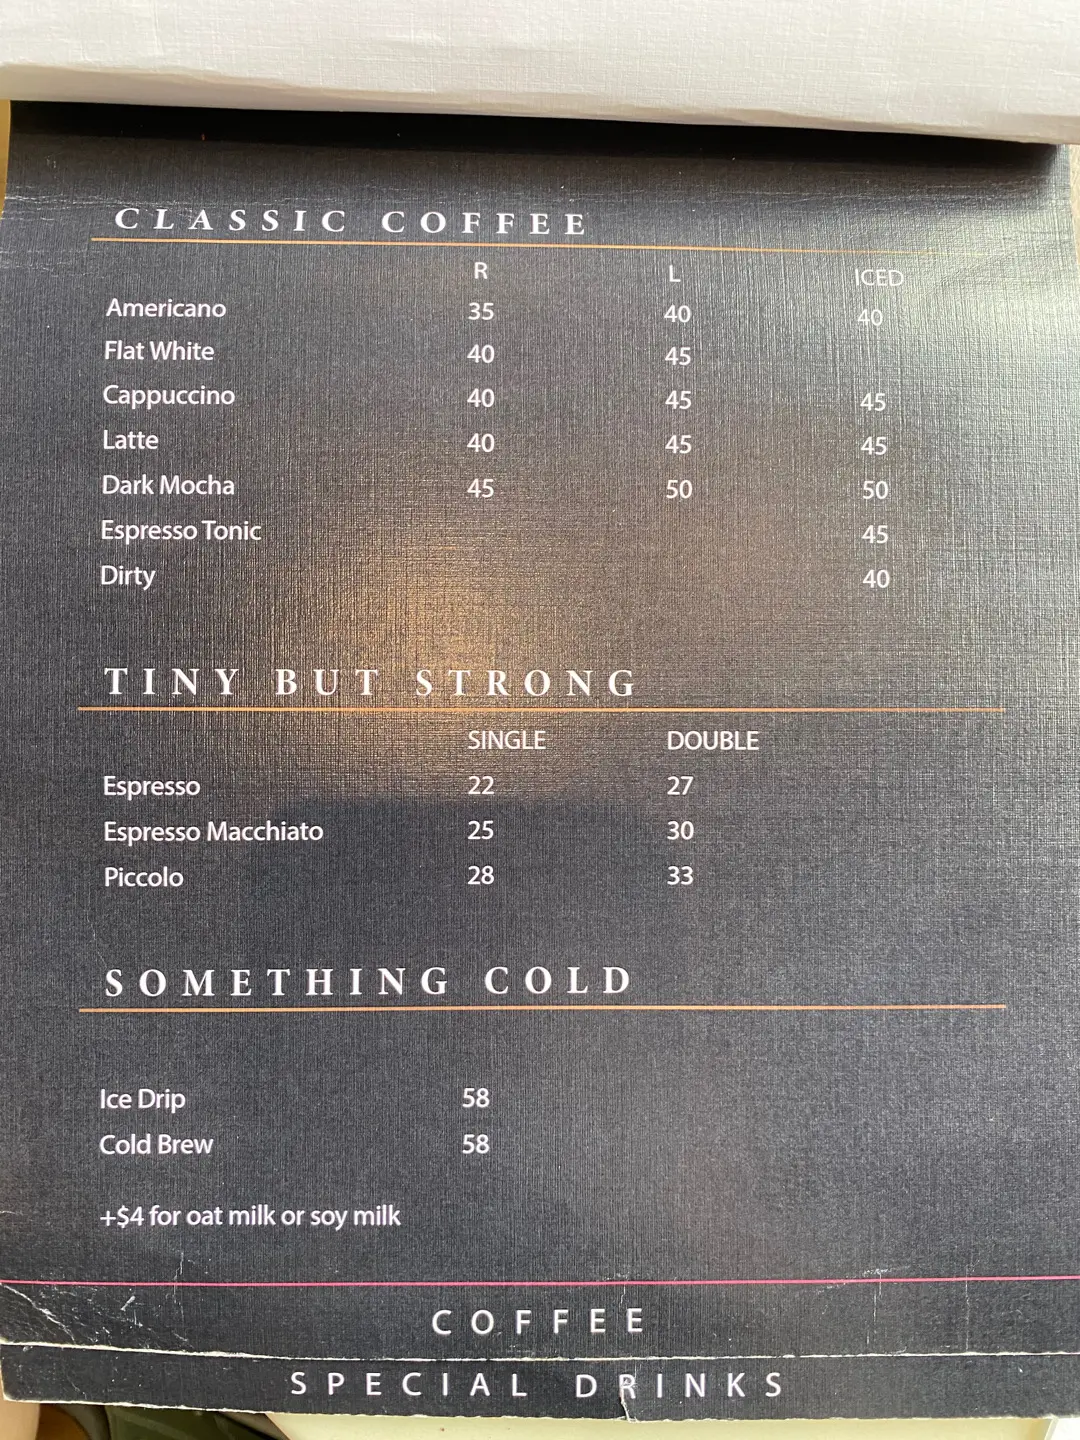 CLASSIC COFFEE
R L ICED
Americano 35 40 40
Flat White 40 45
Cappuccino 40 45 45
Latte 40 45 45
Dark Mocha 45 50 50
Espresso Tonic 45
Dirty 40
TINY BUT STRONG
SINGLE DOUBLE
Espresso 22 27
Espresso Macchiato 25 30
Piccolo 28 33
SOMETHING COLD
Ice Drip 58
Cold Brew 58
+$4 for oat milk or soy milk
COFFEE
SPECIAL DRINKS